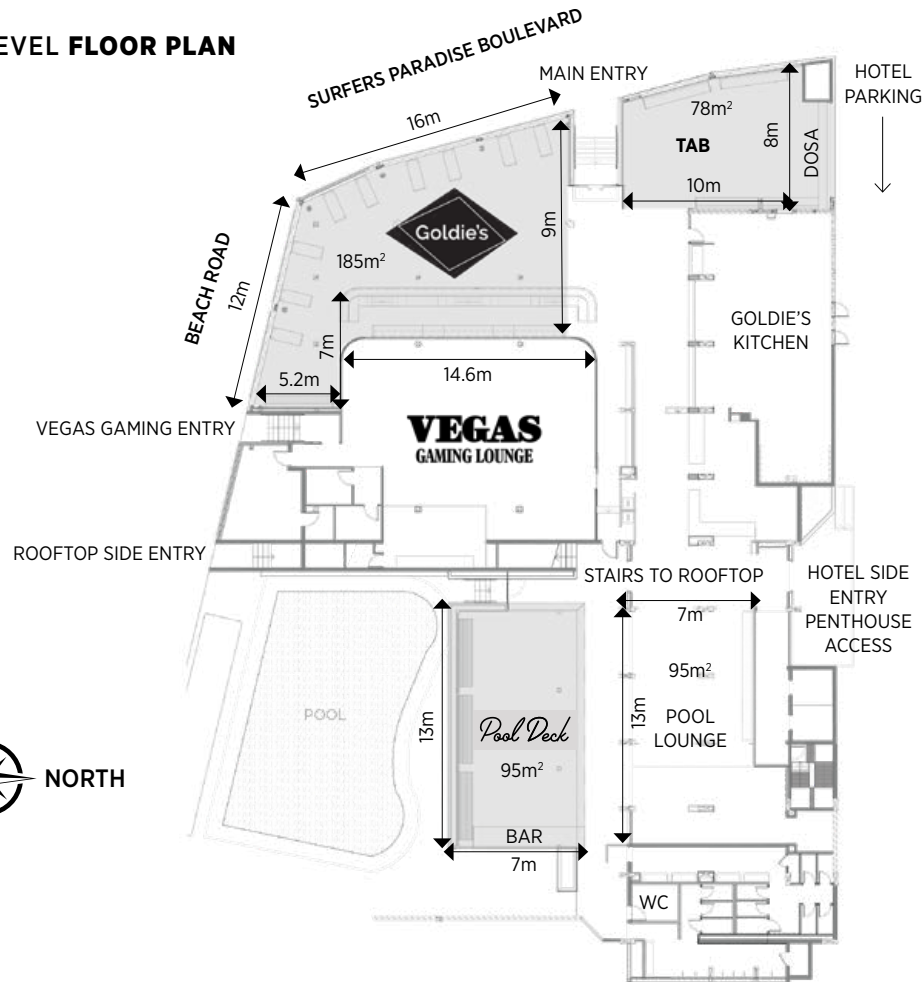 EVEL FLOOR PLAN
SURFERS PARADISE BOULEVARD
MAIN ENTRY
HOTEL
PARKING
16m
78m²
TAB
8m
DOSA
10m
Goldie's
9m
185m²
BEACH ROAD
12m
7m
5.2m
14.6m
GOLDIE'S
KITCHEN
VEGAS GAMING ENTRY
VEGAS
GAMING LOUNGE
ROOFTOP SIDE ENTRY
STAIRS TO ROOFTOP
7m
HOTEL SIDE
ENTRY
PENTHOUSE
ACCESS
95m²
POOL
LOUNGE
13m
POOL
13m
Pool Deck
95m²
NORTH
BAR
7m
WC